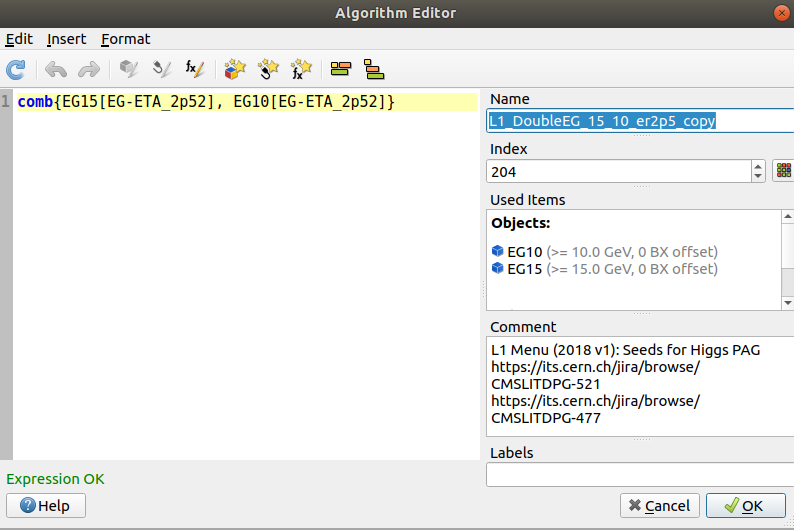 Algorithm Editor
Edit Insert Format
1 comb{EG15[EG-ETA_2p52], EG10[EG-ETA_2p52]}
Name
L1_DoubleEG_15_10_er2p5_copy
Index
204
Used Items
Objects:
EG10 (>= 10.0 GeV, 0 BX offset)
EG15 (>= 15.0 GeV, 0 BX offset)
Comment
L1 Menu (2018 v1): Seeds for Higgs PAG
https://its.cern.ch/jira/browse/
CMSLITDPG-521
https://its.cern.ch/jira/browse/
CMSLITDPG-477
Labels
Expression OK
Help Cancel OK